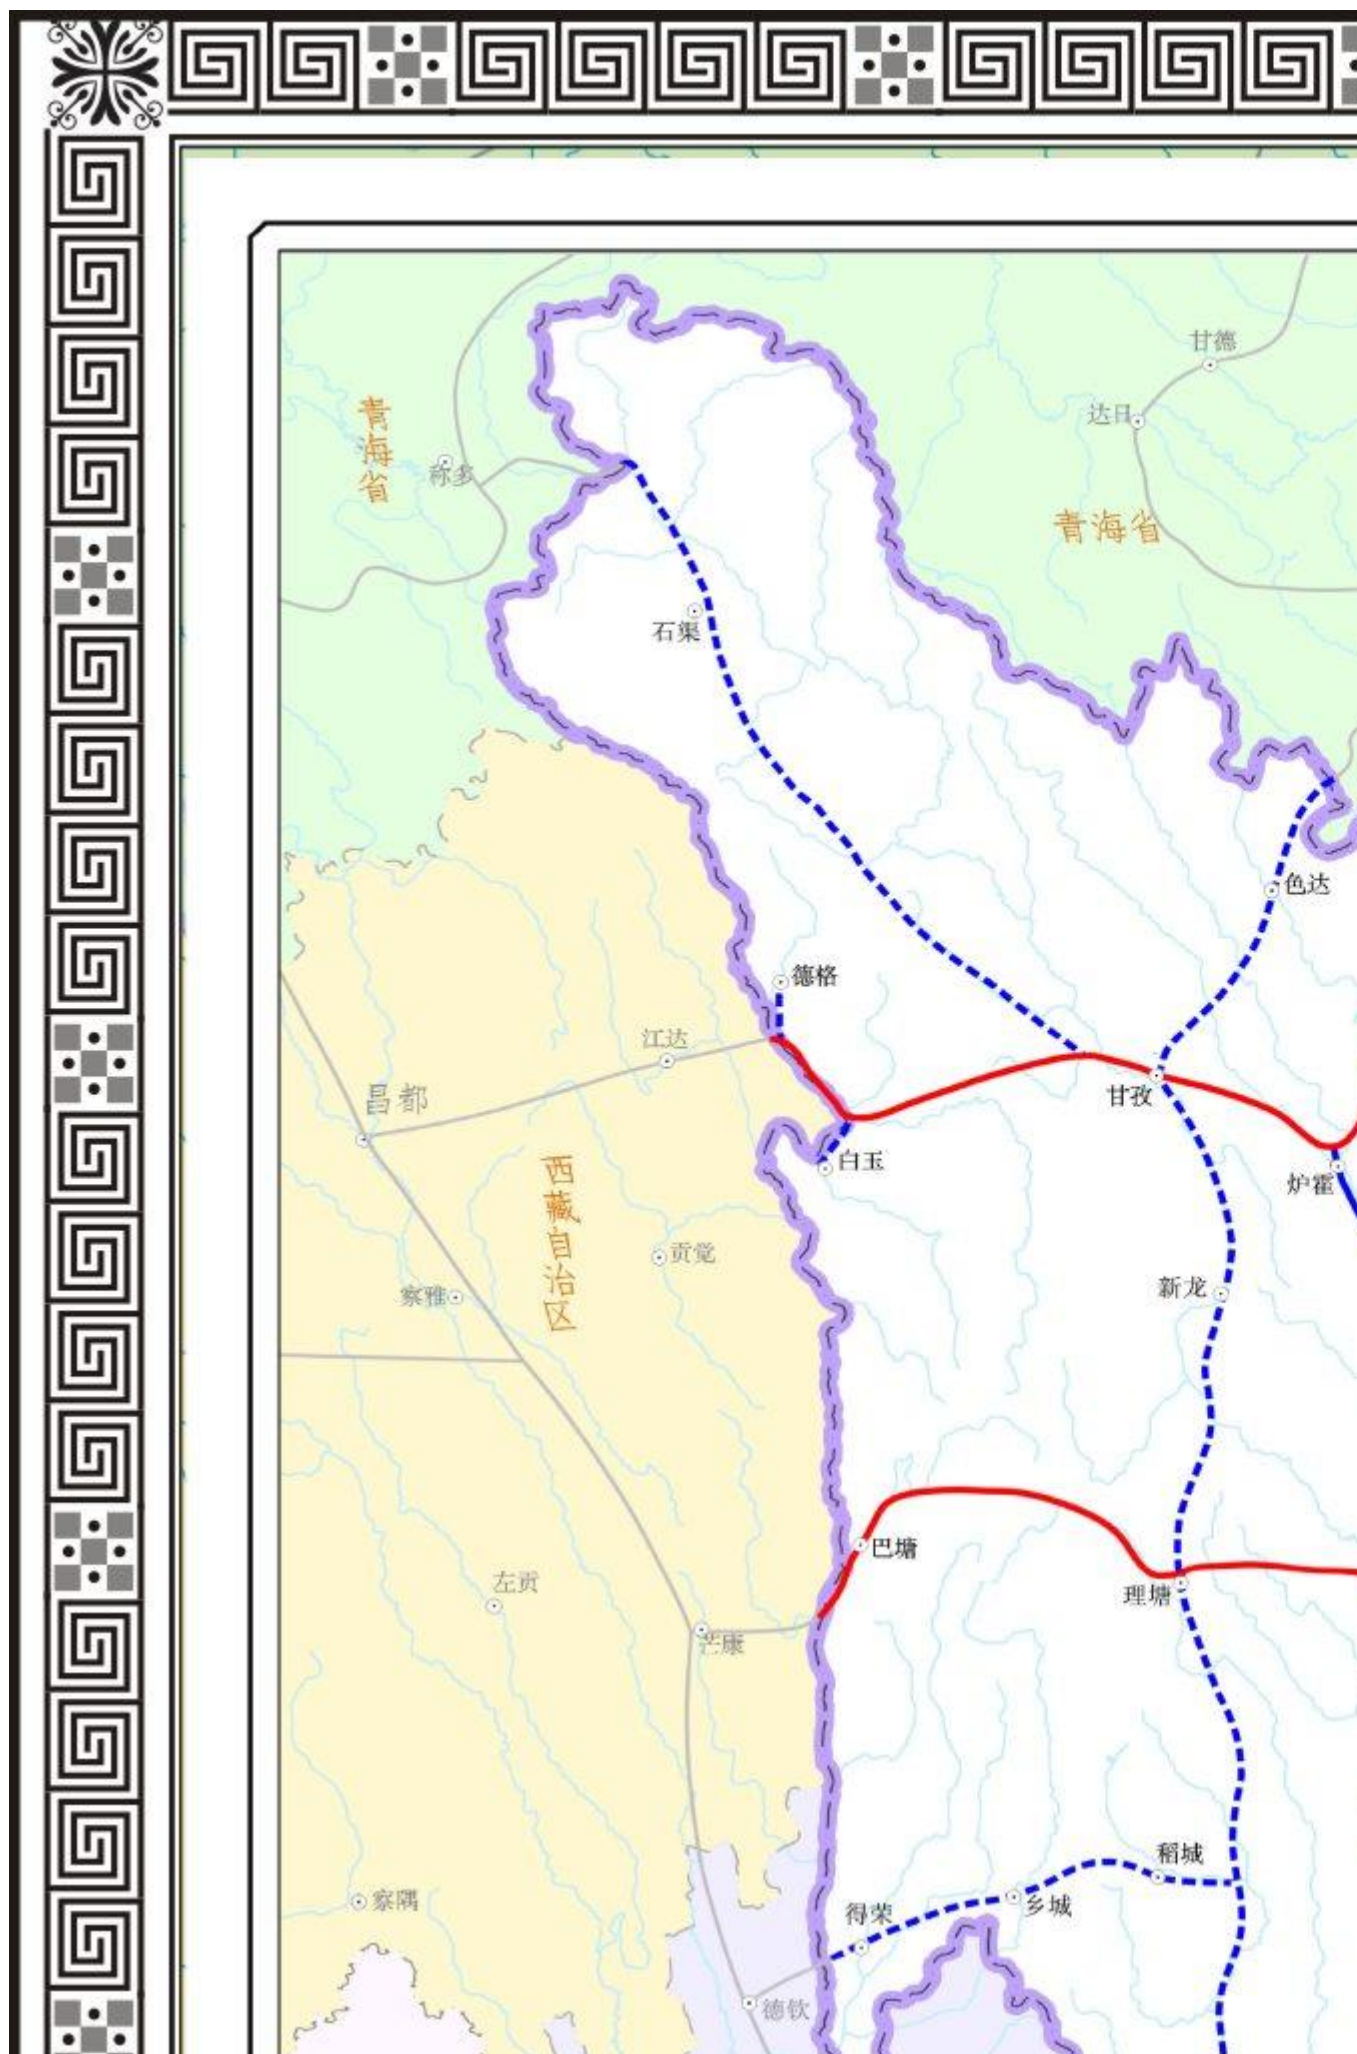 甘德
达日
青海省
称多
青海省
石渠
色达
德格
江达
昌都
甘孜
白玉
炉霍
西藏自治区
贡觉
新龙
察雅
巴塘
左贡
理塘
芒康
稻城
察隅
乡城
得荣
德钦